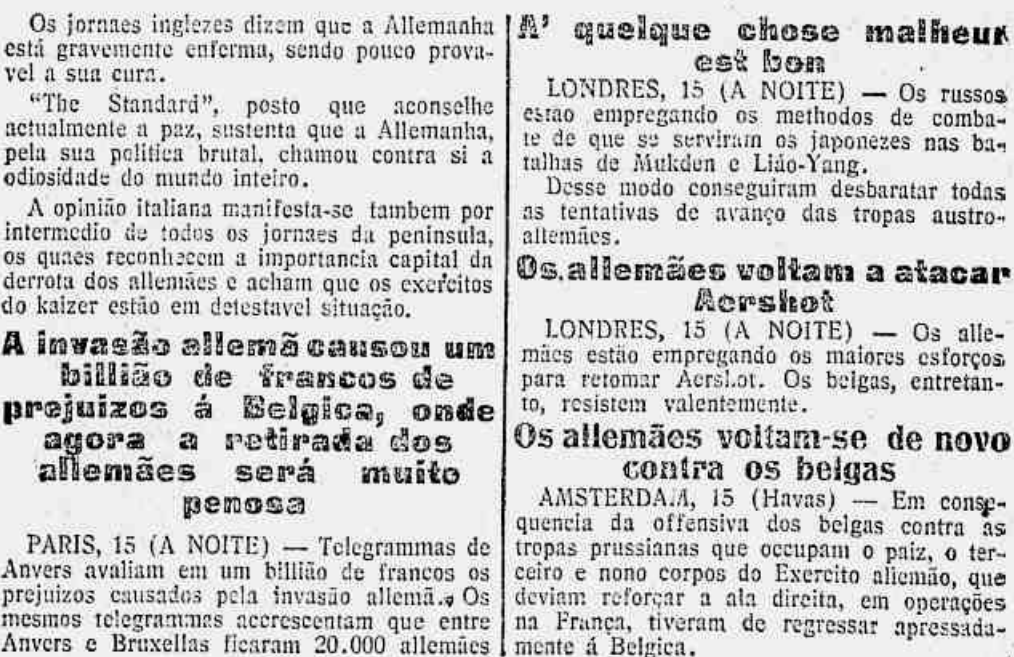 Os jornaes inglezes dizem que a Allemanha
está gravemente enferma, sendo pouco prova-
vel a sua cura.
"The Standard", posto que aconselhe
actualmente a paz, sustenta que a Allemanha,
pela sua politica brutal, chamou contra si a
odiosidade do mundo inteiro.
A opinião italiana manifesta-se tambem por
intermedio de todos os jornaes da peninsula,
os quaes reconhecem a importancia capital da
derrota dos allemães e acham que os exercitos
do kaizer estão em detestavel situação.
A invasão allemã causou um
billião de francos de
prejuizos á Belgica, onde
agora a retirada dos
allemães será muito
penosa
PARIS, 15 (A NOITE) — Telegrammas de
Anvers avaliam em um billião de francos os
prejuizos causados pela invasão allemã. Os
mesmos telegrammas accrescentam que entre
Anvers e Bruxellas ficaram 20.000 allemães
A' quelque chose malheur
est bon
LONDRES, 15 (A NOITE) — Os russos
estao empregando os methodos de comba-
te de que se serviram os japonezes nas ba-
talhas de Mukden e Liáo-Yang.
Desse modo conseguiram desbaratar todas
as tentativas de avanço das tropas austro-
allemães.
Os allemães voltam a atacar
Aershot
LONDRES, 15 (A NOITE) — Os alle-
mães estão empregando os maiores esforços
para retomar Aershot. Os belgas, entretan-
to, resistem valentemente.
Os allemães voltam-se de novo
contra os belgas
AMSTERDAM, 15 (Havas) — Em conse-
quencia da offensiva dos belgas contra as
tropas prussianas que occupam o paiz, o ter-
ceiro e nono corpos do Exercito allemão, que
deviam reforçar a ala direita, em operações
na França, tiveram de regressar apressada-
mente á Belgica.